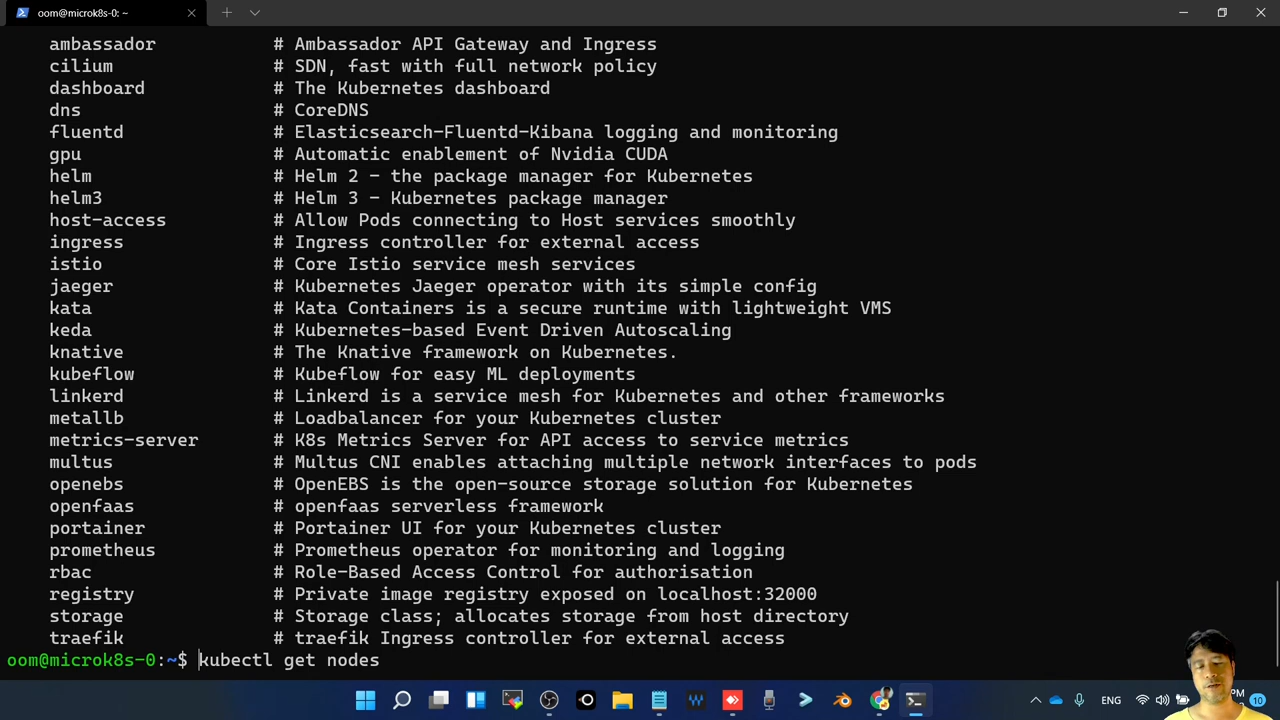 oom@microk8s-0: ~
ambassador # Ambassador API Gateway and Ingress
cilium # SDN, fast with full network policy
dashboard # The Kubernetes dashboard
dns # CoreDNS
fluentd # Elasticsearch-Fluentd-Kibana logging and monitoring
gpu # Automatic enablement of Nvidia CUDA
helm # Helm 2 - the package manager for Kubernetes
helm3 # Helm 3 - Kubernetes package manager
host-access # Allow Pods connecting to Host services smoothly
ingress # Ingress controller for external access
istio # Core Istio service mesh services
jaeger # Kubernetes Jaeger operator with its simple config
kata # Kata Containers is a secure runtime with lightweight VMS
keda # Kubernetes-based Event Driven Autoscaling
knative # The Knative framework on Kubernetes.
kubeflow # Kubeflow for easy ML deployments
linkerd # Linkerd is a service mesh for Kubernetes and other frameworks
metallb # Loadbalancer for your Kubernetes cluster
metrics-server # K8s Metrics Server for API access to service metrics
multus # Multus CNI enables attaching multiple network interfaces to pods
openebs # OpenEBS is the open-source storage solution for Kubernetes
openfaas # openfaas serverless framework
portainer # Portainer UI for your Kubernetes cluster
prometheus # Prometheus operator for monitoring and logging
rbac # Role-Based Access Control for authorisation
registry # Private image registry exposed on localhost:32000
storage # Storage class; allocates storage from host directory
traefik # traefik Ingress controller for external access
oom@microk8s-0:~$ kubectl get nodes
ENG
PM
10